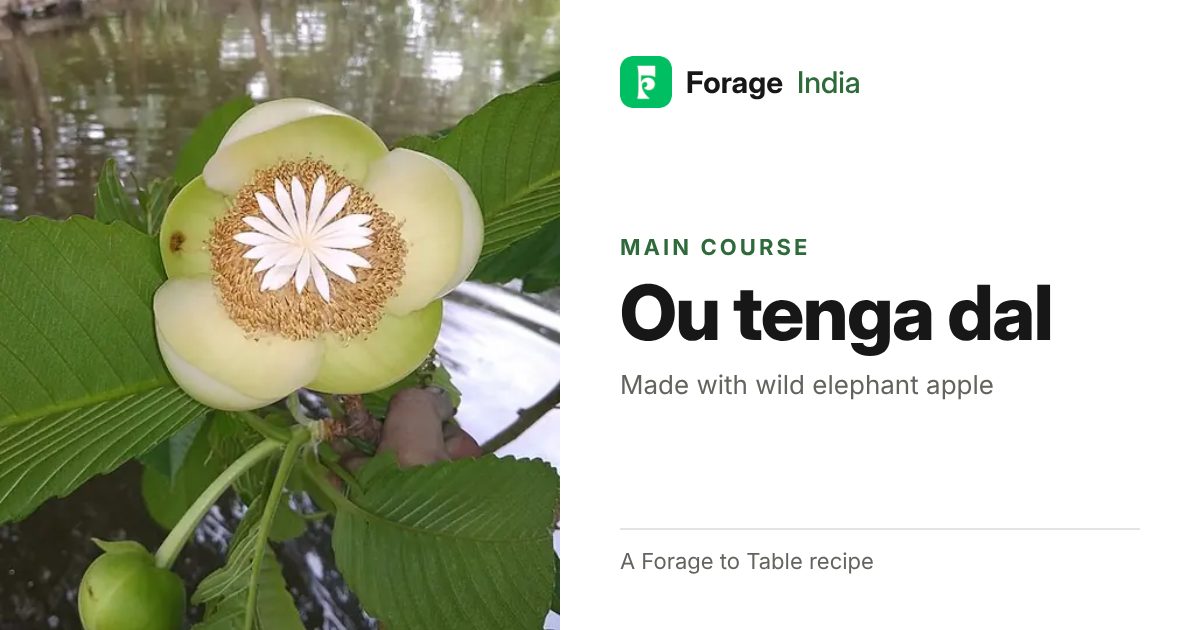 Forage India
MAIN COURSE
Ou tenga dal
Made with wild elephant apple
A Forage to Table recipe